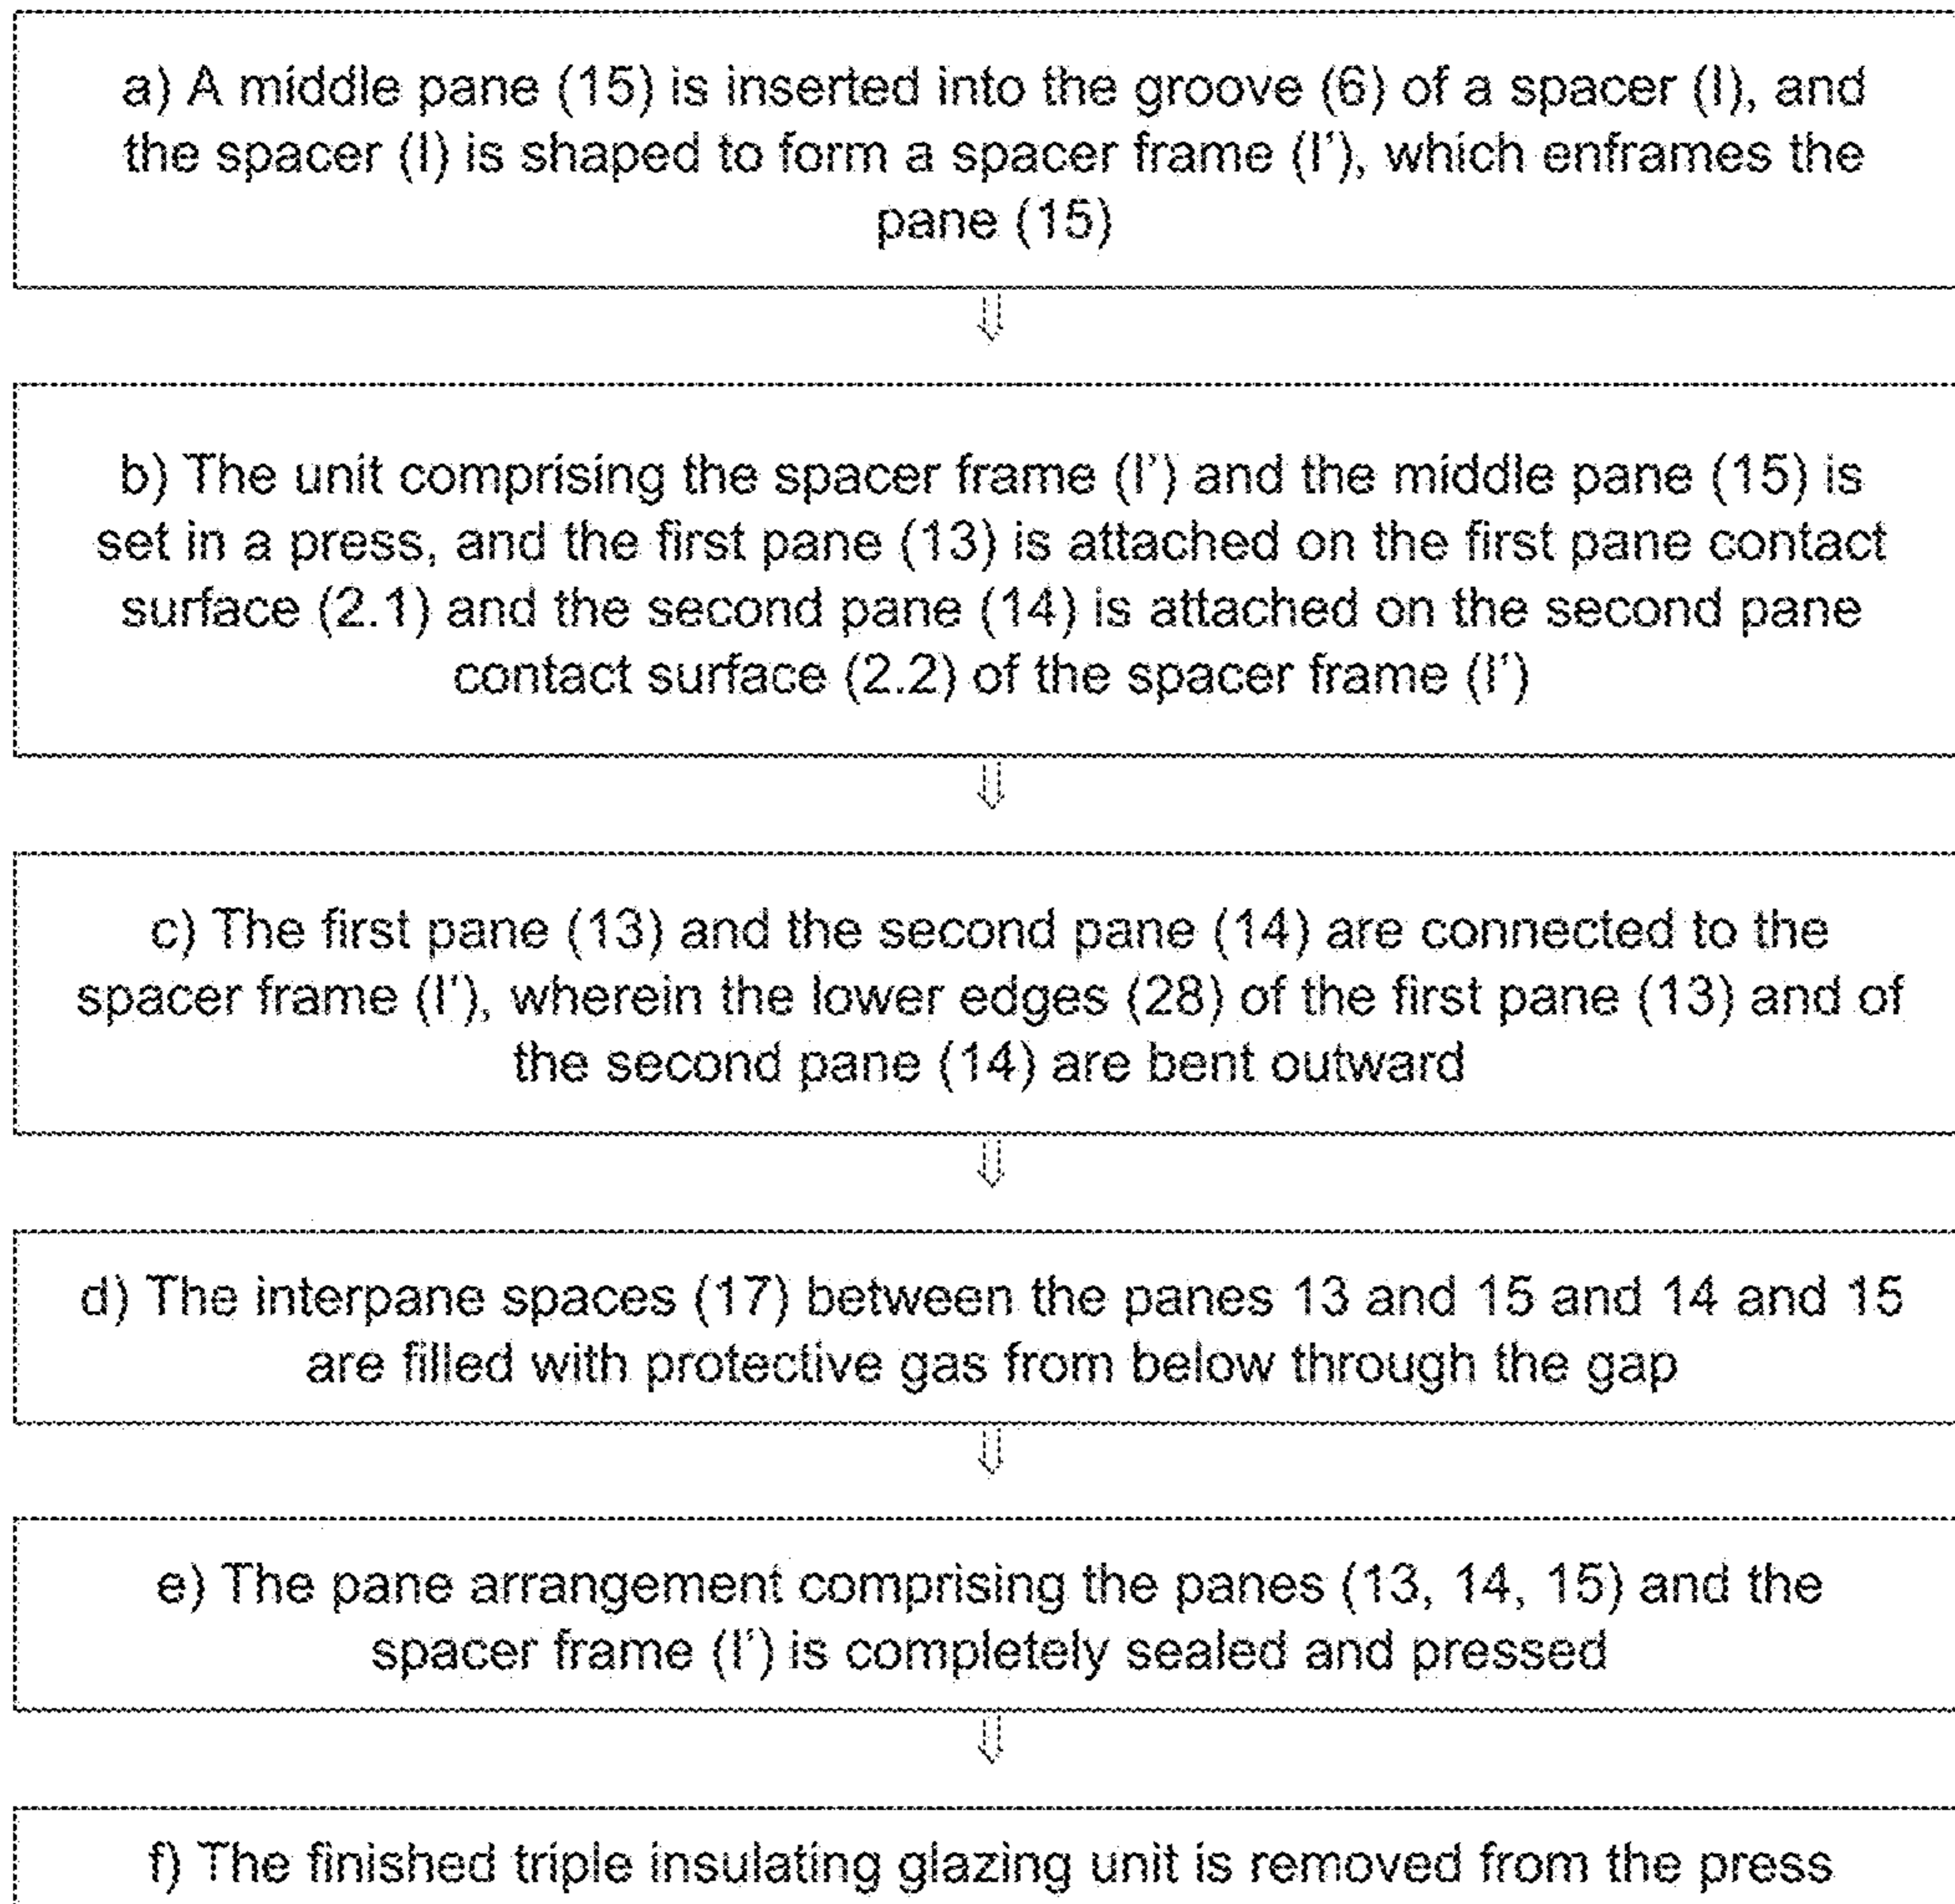 a) A middle pane (15) is inserted into the groove (6) of a spacer (I), and
the spacer (I) is shaped to form a spacer frame (I'), which enframes the
pane (15)
b) The unit comprising the spacer frame (I') and the middle pane (15) is
set in a press, and the first pane (13) is attached on the first pane contact
surface (2.1) and the second pane (14) is attached on the second pane
contact surface (2.2) of the spacer frame (I')
c) The first pane (13) and the second pane (14) are connected to the
spacer frame (I'), wherein the lower edges (28) of the first pane (13) and of
the second pane (14) are bent outward
d) The interpane spaces (17) between the panes 13 and 15 and 14 and 15
are filled with protective gas from below through the gap
e) The pane arrangement comprising the panes (13, 14, 15) and the
spacer frame (I') is completely sealed and pressed
f) The finished triple insulating glazing unit is removed from the press